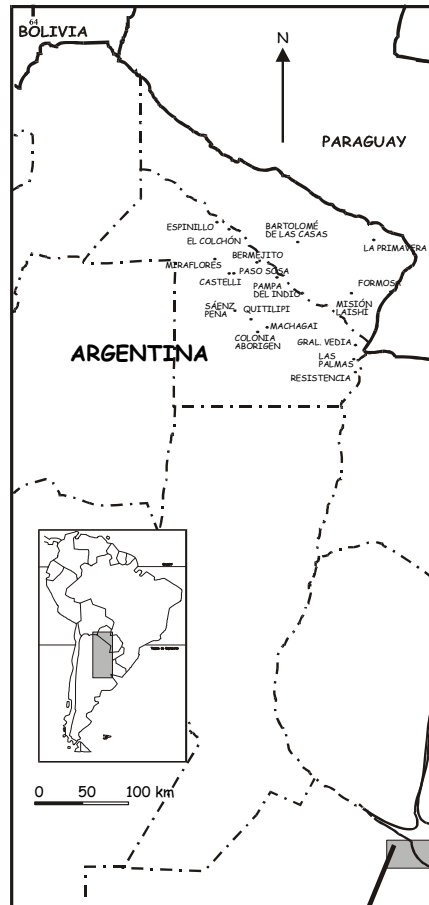 64
BOLIVIA
N
PARAGUAY
ESPINILLO
BARTOLOMÉ
DE LAS CASAS
EL COLCHÓN
LA PRIMAVERA
BERMEJITO
MIRAFLORES
PASO SOSA
CASTELLI
PAMPA
DEL INDIO
FORMOSA
MISIÓN
LAISHÍ
SÁENZ
PEÑA
QUITILIPI
MACHAGAI
COLONIA
ABORIGEN
GRAL. VEDIA
ARGENTINA
LAS
PALMAS
RESISTENCIA
0 50 100 km